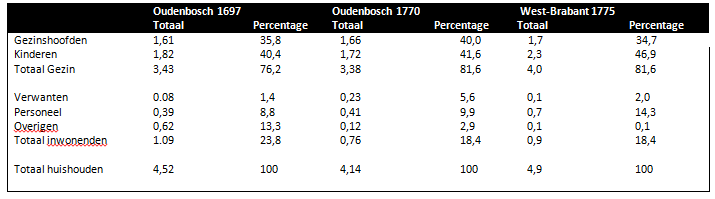 Oudenbosch 1697 Oudenbosch 1770 West-Brabant 1775
Totaal Percentage Totaal Percentage Totaal Percentage
Gezinshoofden 1,61 35,8 1,66 40,0 1,7 34,7
Kinderen 1,82 40,4 1,72 41,6 2,3 46,9
Totaal Gezin 3,43 76,2 3,38 81,6 4,0 81,6
Verwanten 0.08 1,4 0,23 5,6 0,1 2,0
Personeel 0,39 8,8 0,41 9,9 0,7 14,3
Overigen 0,62 13,3 0,12 2,9 0,1 0,1
Totaal inwonenden 1.09 23,8 0,76 18,4 0,9 18,4
Totaal huishouden 4,52 100 4,14 100 4,9 100